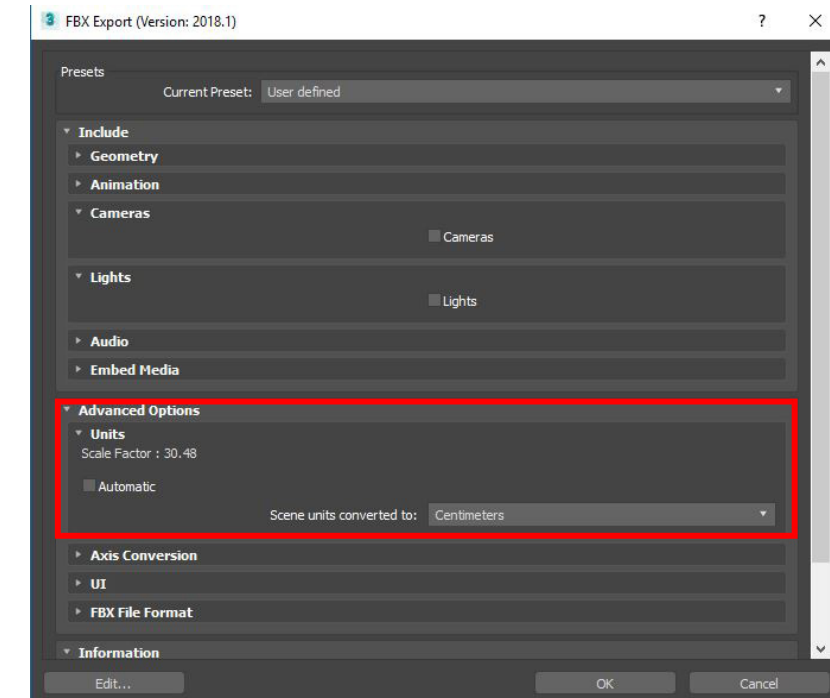 3 FBX Export (Version: 2018.1) ? ×
Presets
Current Preset: User defined
Include
Geometry
Animation
Cameras
Cameras
Lights
Lights
Audio
Embed Media
Advanced Options
Units
Scale Factor : 30.48
Automatic
Scene units converted to: Centimeters
Axis Conversion
UI
FBX File Format
Information
Edit... OK Cancel